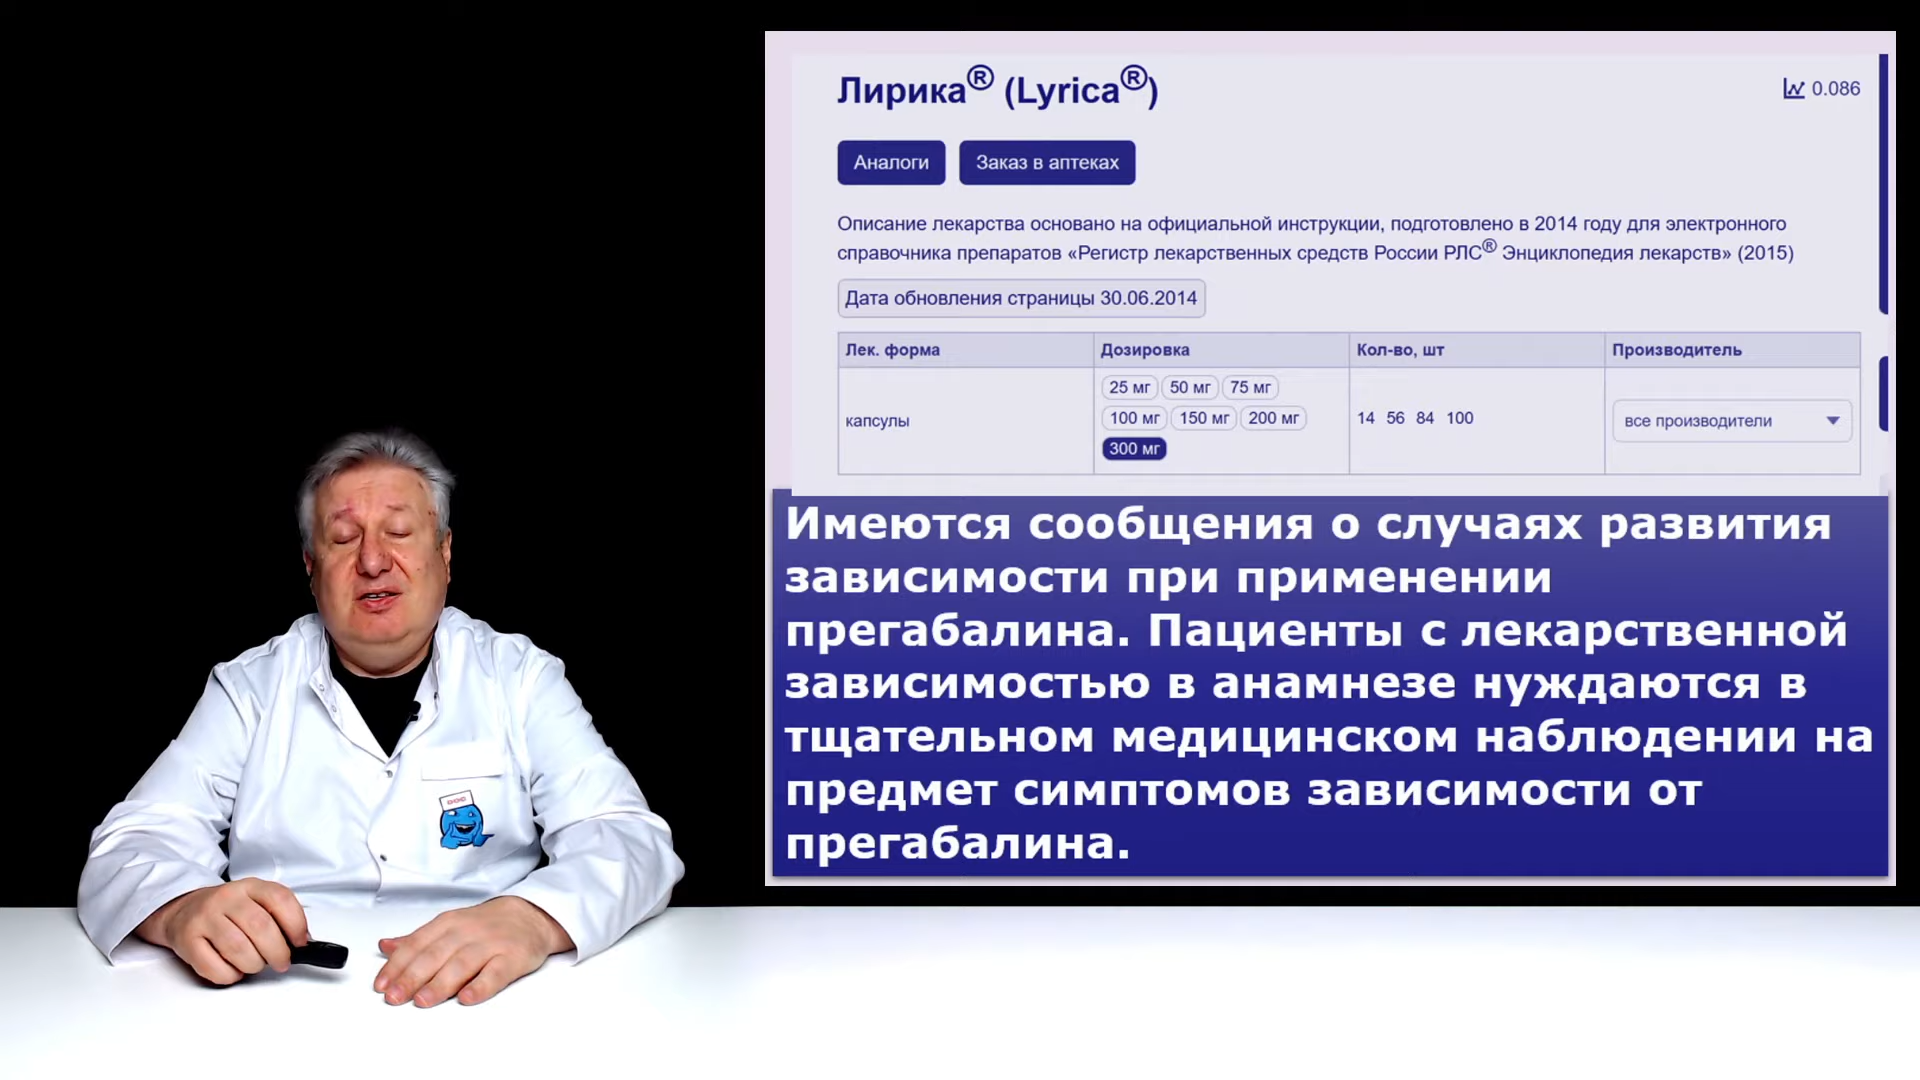 Лирика® (Lyrica®)
0.086
Аналоги
Заказ в аптеках
Описание лекарства основано на официальной инструкции, подготовлено в 2014 году для электронного
справочника препаратов «Регистр лекарственных средств России РЛС® Энциклопедия лекарств» (2015)
Дата обновления страницы 30.06.2014
Лек. форма Дозировка Кол-во, шт Производитель
25 мг 50 мг 75 мг
капсулы 100 мг 150 мг 200 мг 14 56 84 100 все производители
300 мг
Имеются сообщения о случаях развития
зависимости при применении
прегабалина. Пациенты с лекарственной
зависимостью в анамнезе нуждаются в
тщательном медицинском наблюдении на
предмет симптомов зависимости от
прегабалина.